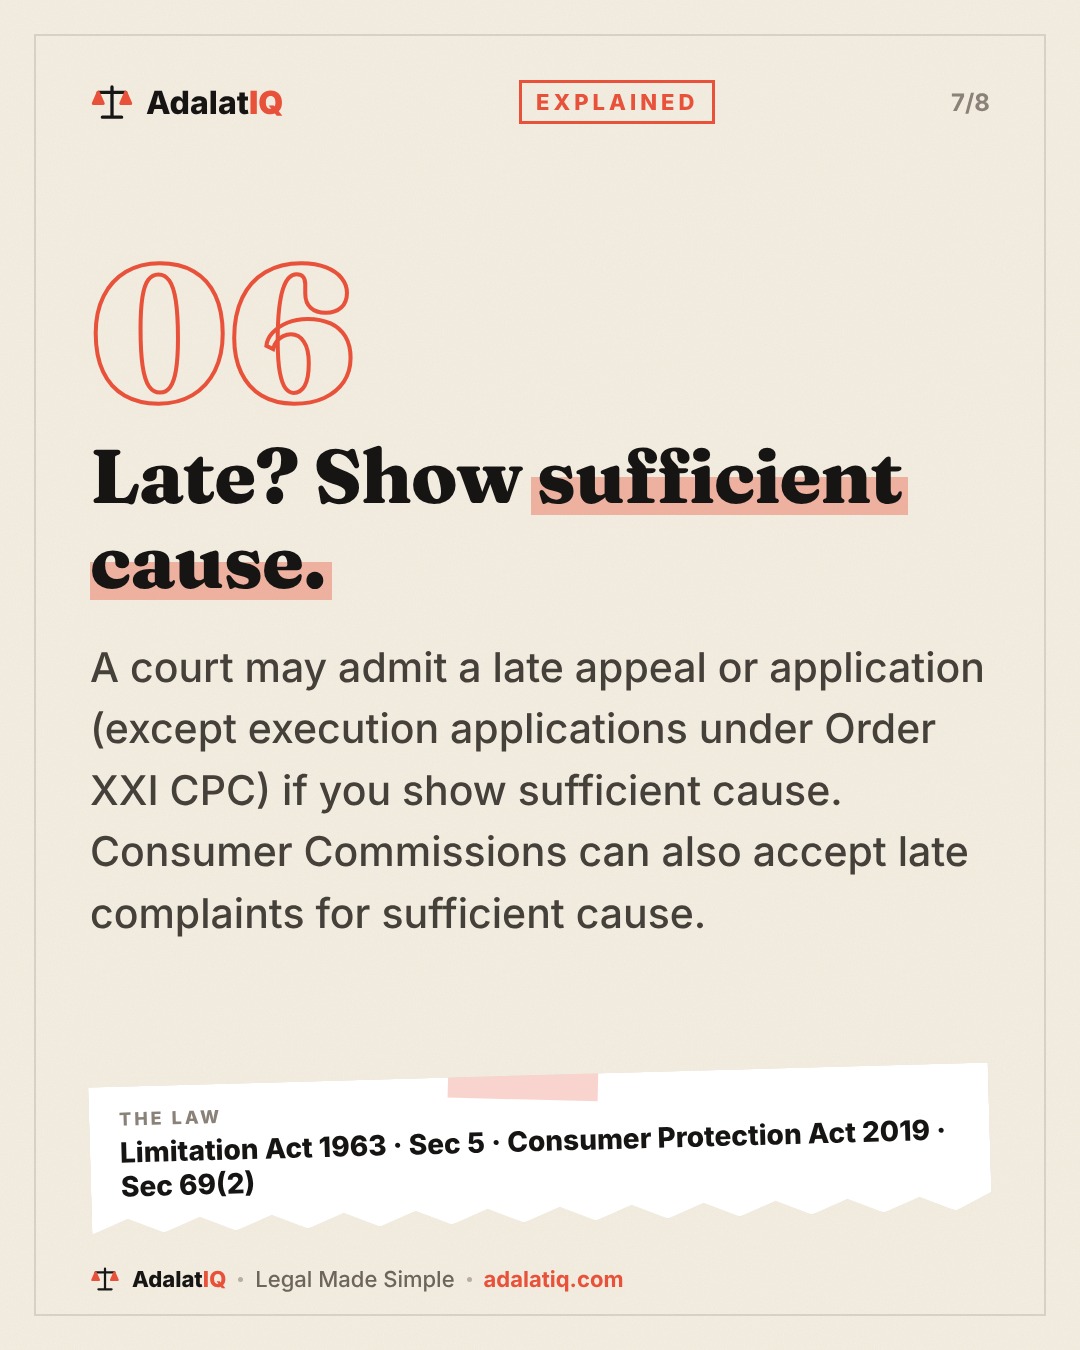 AdalatIQ
EXPLAINED
7/8
06
Late? Show sufficient
cause.
A court may admit a late appeal or application
(except execution applications under Order
XXI CPC) if you show sufficient cause.
Consumer Commissions can also accept late
complaints for sufficient cause.
THE LAW
Limitation Act 1963 · Sec 5 · Consumer Protection Act 2019 ·
Sec 69(2)
AdalatIQ • Legal Made Simple • adalatiq.com